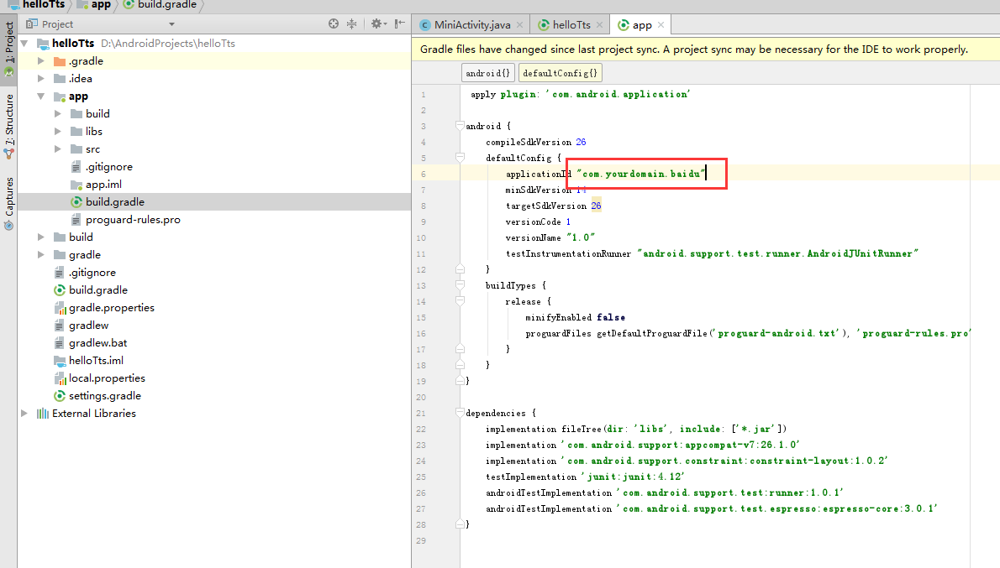 helloTts app build.gradle
Project
MiniActivity.java
helloTts
app
1: Project
7: Structure
Captures
helloTts D:\AndroidProjects\helloTts
.gradle
.idea
app
build
libs
src
.gitignore
app.iml
build.gradle
proguard-rules.pro
build
gradle
.gitignore
build.gradle
gradle.properties
gradlew
gradlew.bat
helloTts.iml
local.properties
settings.gradle
External Libraries
Gradle files have changed since last project sync. A project sync may be necessary for the IDE to work properly.
android{} defaultConfig{}
1 apply plugin: 'com.android.application'
2
3 android {
4 compileSdkVersion 26
5 defaultConfig {
6 applicationId "com.yourdomain.baidu"
7 minSdkVersion 14
8 targetSdkVersion 26
9 versionCode 1
10 versionName "1.0"
11 testInstrumentationRunner "android.support.test.runner.AndroidJUnitRunner"
12 }
13 buildTypes {
14 release {
15 minifyEnabled false
16 proguardFiles getDefaultProguardFile('proguard-android.txt'), 'proguard-rules.pro'
17 }
18 }
19 }
20
21 dependencies {
22 implementation fileTree(dir: 'libs', include: ['*.jar'])
23 implementation 'com.android.support:appcompat-v7:26.1.0'
24 implementation 'com.android.support.constraint:constraint-layout:1.0.2'
25 testImplementation 'junit:junit:4.12'
26 androidTestImplementation 'com.android.support.test:runner:1.0.1'
27 androidTestImplementation 'com.android.support.test.espresso:espresso-core:3.0.1'
28 }
29